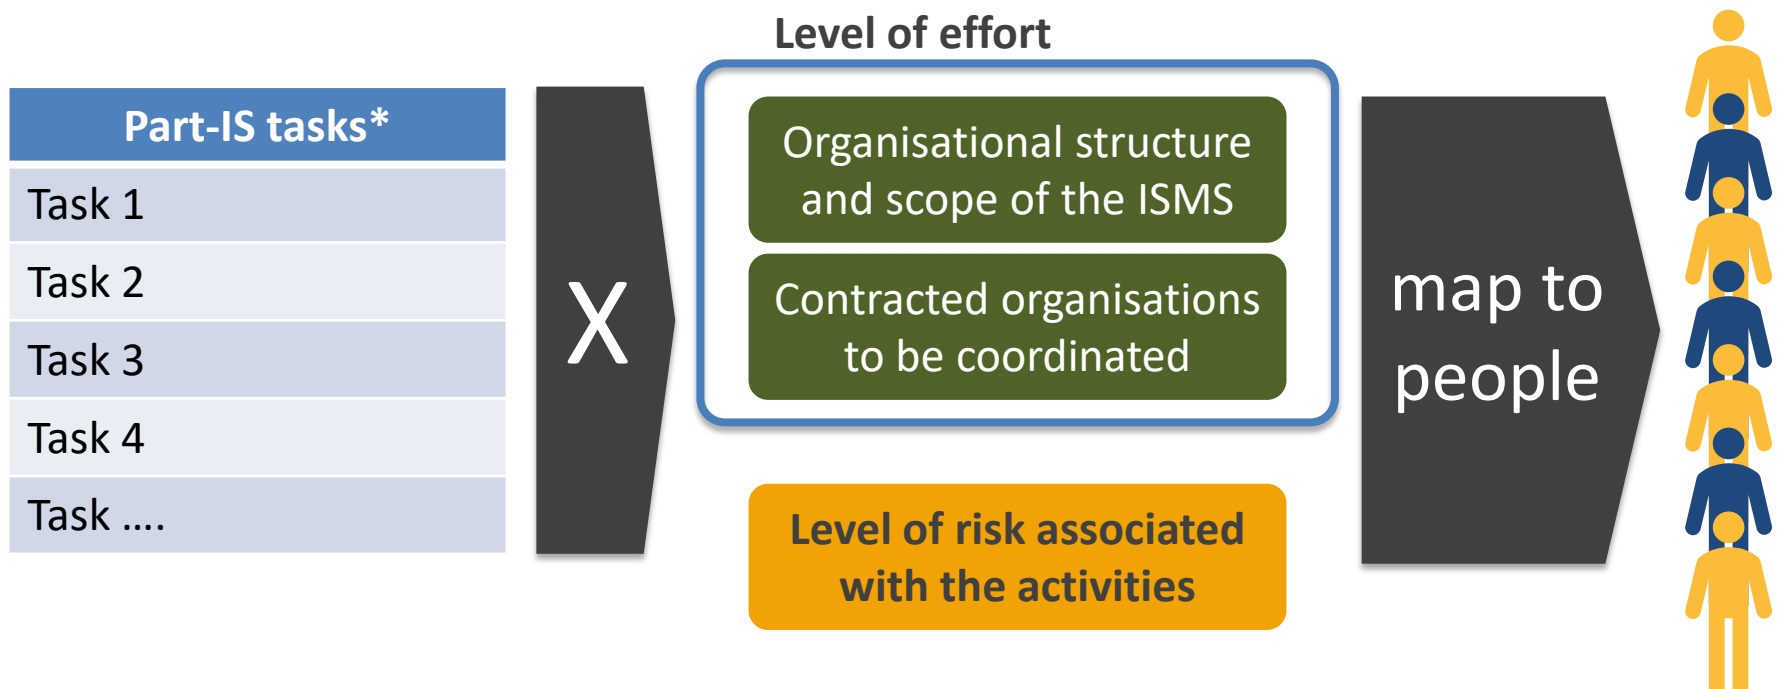 Part-IS tasks*
Task 1
Task 2
Task 3
Task 4
Task ....
X
Level of effort
Organisational structure
and scope of the ISMS
Contracted organisations
to be coordinated
Level of risk associated
with the activities
map to
people